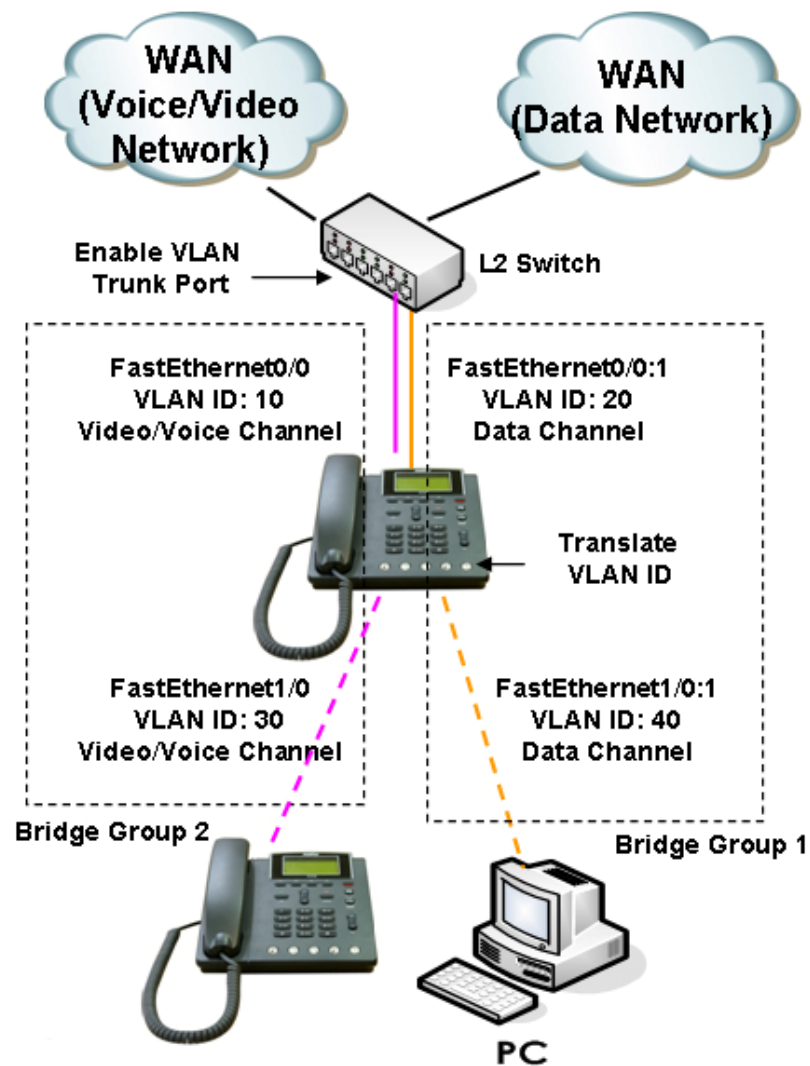 WAN
(Voice/Video
Network)
WAN
(Data Network)
Enable VLAN
Trunk Port
L2 Switch
FastEthernet0/0
VLAN ID: 10
Video/Voice Channel
FastEthernet0/0:1
VLAN ID: 20
Data Channel
Translate
VLAN ID
FastEthernet1/0
VLAN ID: 30
Video/Voice Channel
FastEthernet1/0:1
VLAN ID: 40
Data Channel
Bridge Group 2
Bridge Group 1
PC